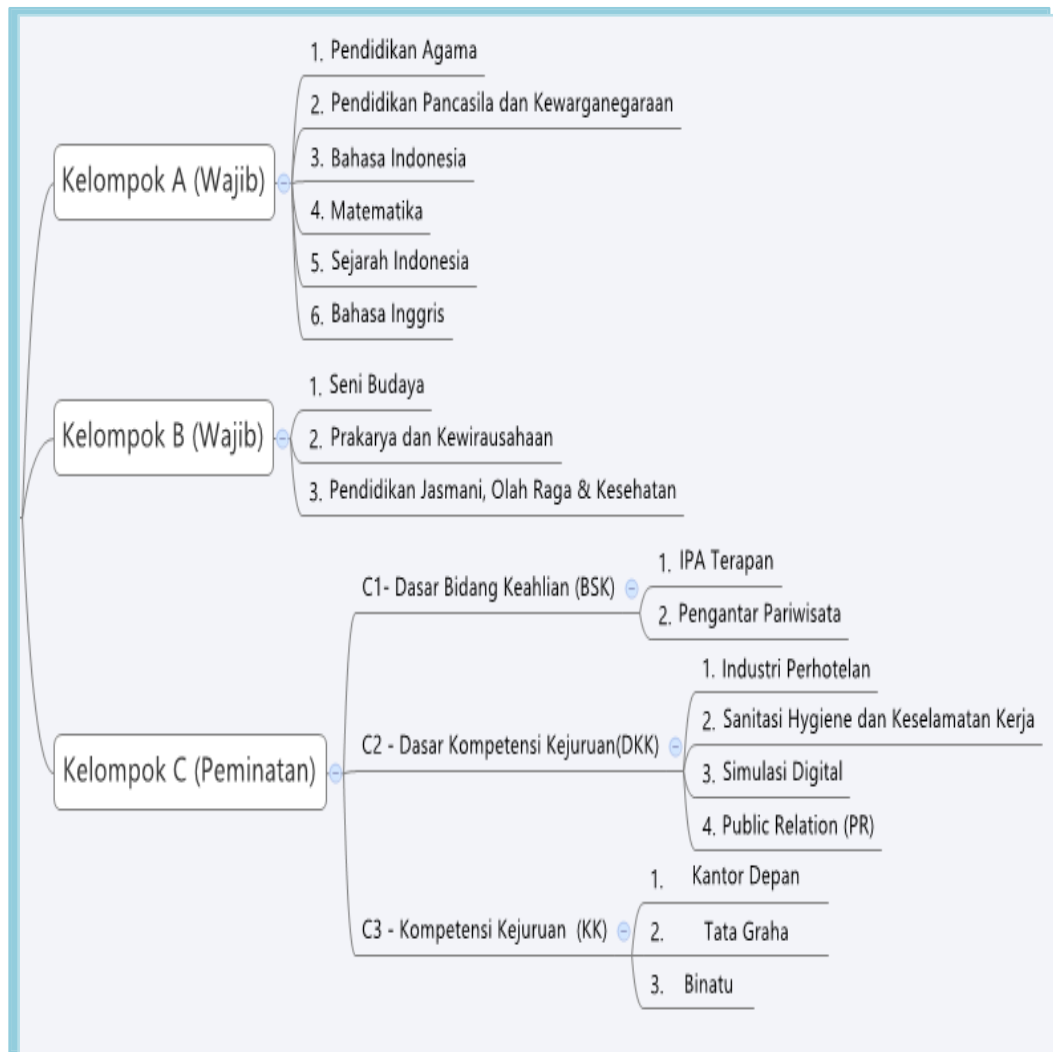 Kelompok A (Wajib)
1. Pendidikan Agama
2. Pendidikan Pancasila dan Kewarganegaraan
3. Bahasa Indonesia
4. Matematika
5. Sejarah Indonesia
6. Bahasa Inggris
Kelompok B (Wajib)
1. Seni Budaya
2. Prakarya dan Kewirausahaan
3. Pendidikan Jasmani, Olah Raga & Kesehatan
Kelompok C (Peminatan)
C1- Dasar Bidang Keahlian (BSK)
1. IPA Terapan
2. Pengantar Pariwisata
C2 - Dasar Kompetensi Kejuruan(DKK)
1. Industri Perhotelan
2. Sanitasi Hygiene dan Keselamatan Kerja
3. Simulasi Digital
4. Public Relation (PR)
C3 - Kompetensi Kejuruan (KK)
1. Kantor Depan
2. Tata Graha
3. Binatu